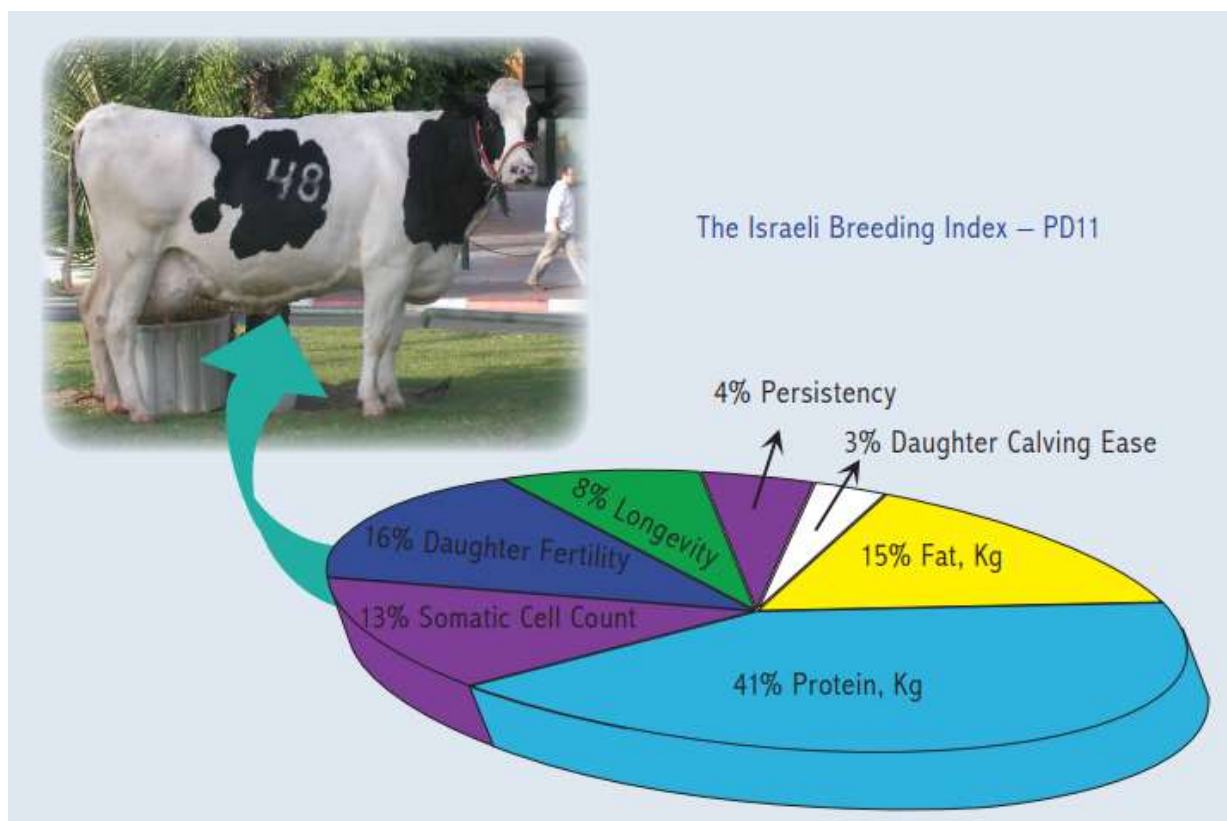 48
The Israeli Breeding Index – PD11
4% Persistency
3% Daughter Calving Ease
8% Longevity
16% Daughter Fertility
15% Fat, Kg
13% Somatic Cell Count
41% Protein, Kg